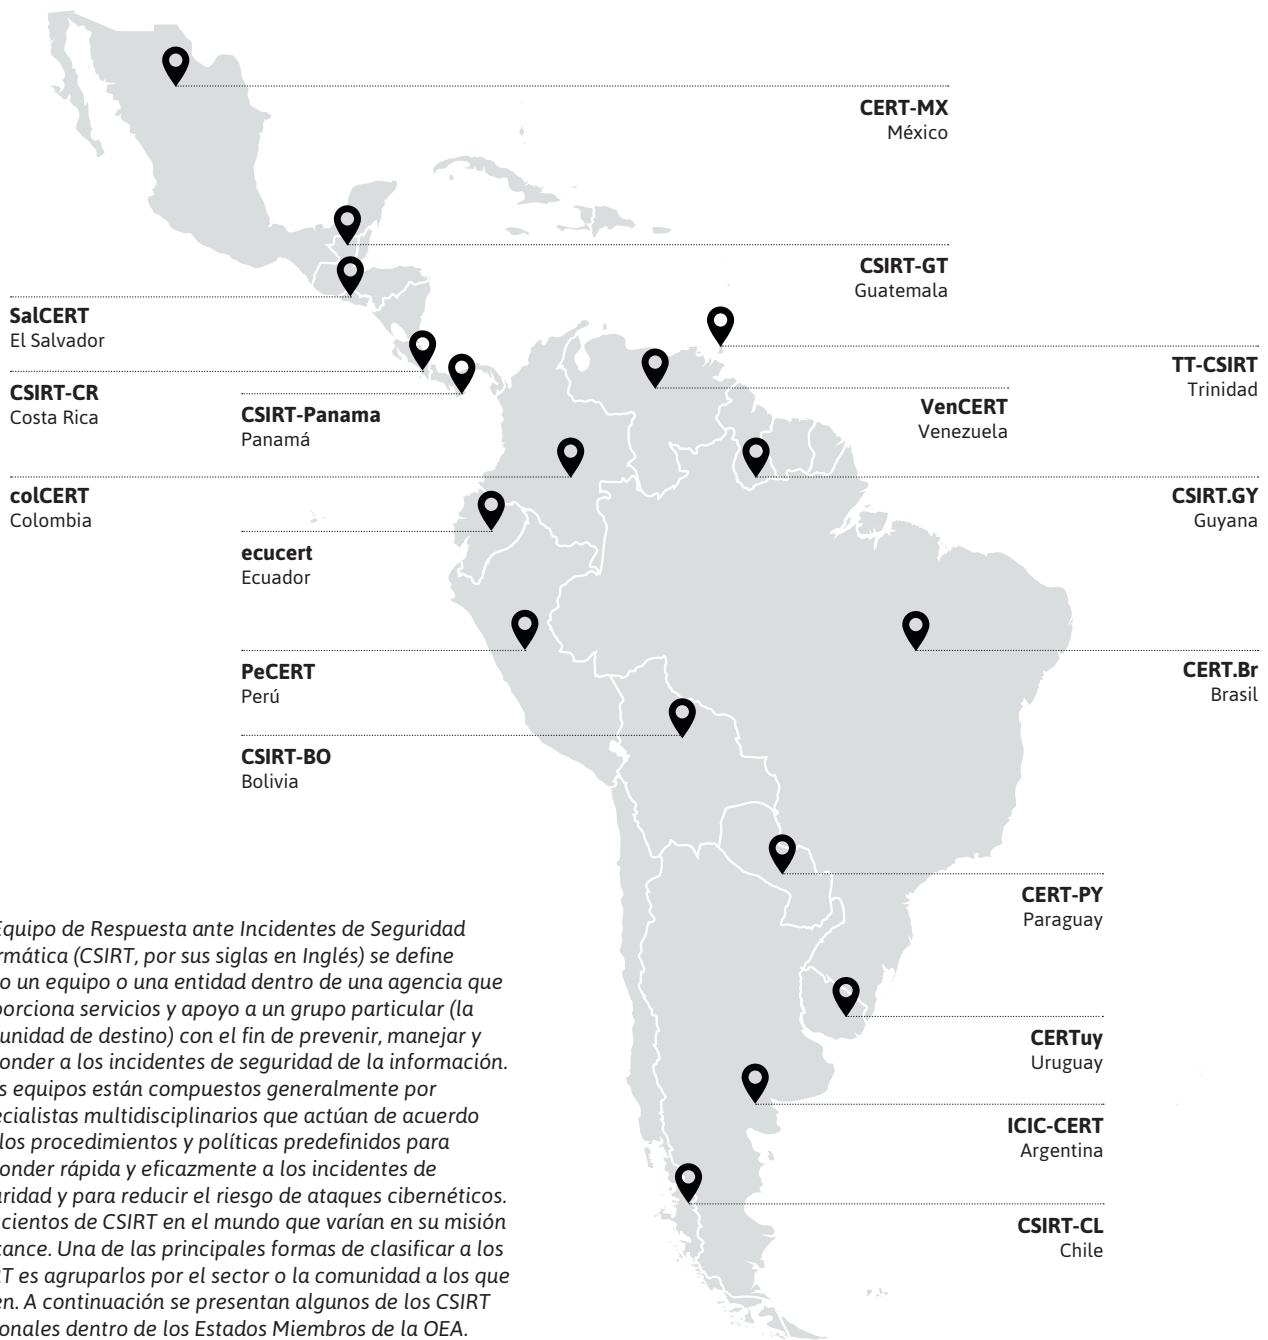 CERT-MX
México
CSIRT-GT
Guatemala
SalCERT
El Salvador
TT-CSIRT
Trinidad
CSIRT-CR
Costa Rica
CSIRT-Panama
Panamá
VenCERT
Venezuela
colCERT
Colombia
CSIRT.GY
Guyana
ecucert
Ecuador
PeCERT
Perú
CERT.Br
Brasil
CSIRT-BO
Bolivia
CERT-PY
Paraguay
CERTuy
Uruguay
ICIC-CERT
Argentina
CSIRT-CL
Chile
Equipo de Respuesta ante Incidentes de Seguridad
rmática (CSIRT, por sus siglas en Inglés) se define
o un equipo o una entidad dentro de una agencia que
porciona servicios y apoyo a un grupo particular (la
unidad de destino) con el fin de prevenir, manejar y
onder a los incidentes de seguridad de la información.
s equipos están compuestos generalmente por
ecialistas multidisciplinarios que actúan de acuerdo
los procedimientos y políticas predefinidos para
onder rápida y eficazmente a los incidentes de
uridad y para reducir el riesgo de ataques cibernéticos.
cientos de CSIRT en el mundo que varían en su misión
cance. Una de las principales formas de clasificar a los
RT es agruparlos por el sector o la comunidad a los que
en. A continuación se presentan algunos de los CSIRT
onales dentro de los Estados Miembros de la OEA.